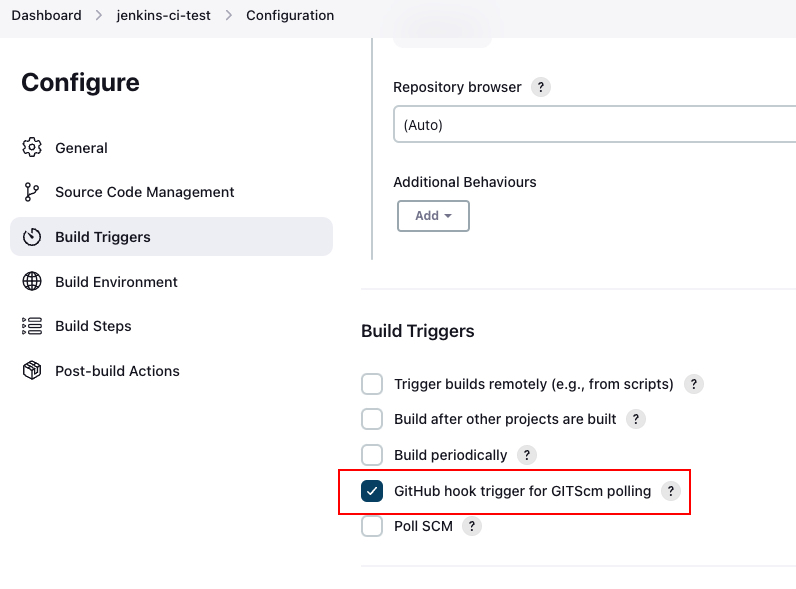 Dashboard > jenkins-ci-test > Configuration
Configure
General
Source Code Management
Build Triggers
Build Environment
Build Steps
Post-build Actions
Repository browser ?
(Auto)
Additional Behaviours
Add
Build Triggers
Trigger builds remotely (e.g., from scripts) ?
Build after other projects are built ?
Build periodically ?
GitHub hook trigger for GITScm polling ?
Poll SCM ?